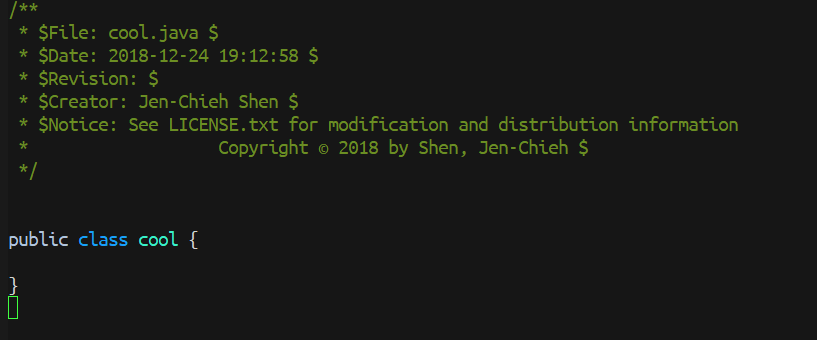 /**
 * $File: cool.java $
 * $Date: 2018-12-24 19:12:58 $
 * $Revision: $
 * $Creator: Jen-Chieh Shen $
 * $Notice: See LICENSE.txt for modification and distribution information
 *                   Copyright © 2018 by Shen, Jen-Chieh $
 */
public class cool {
}